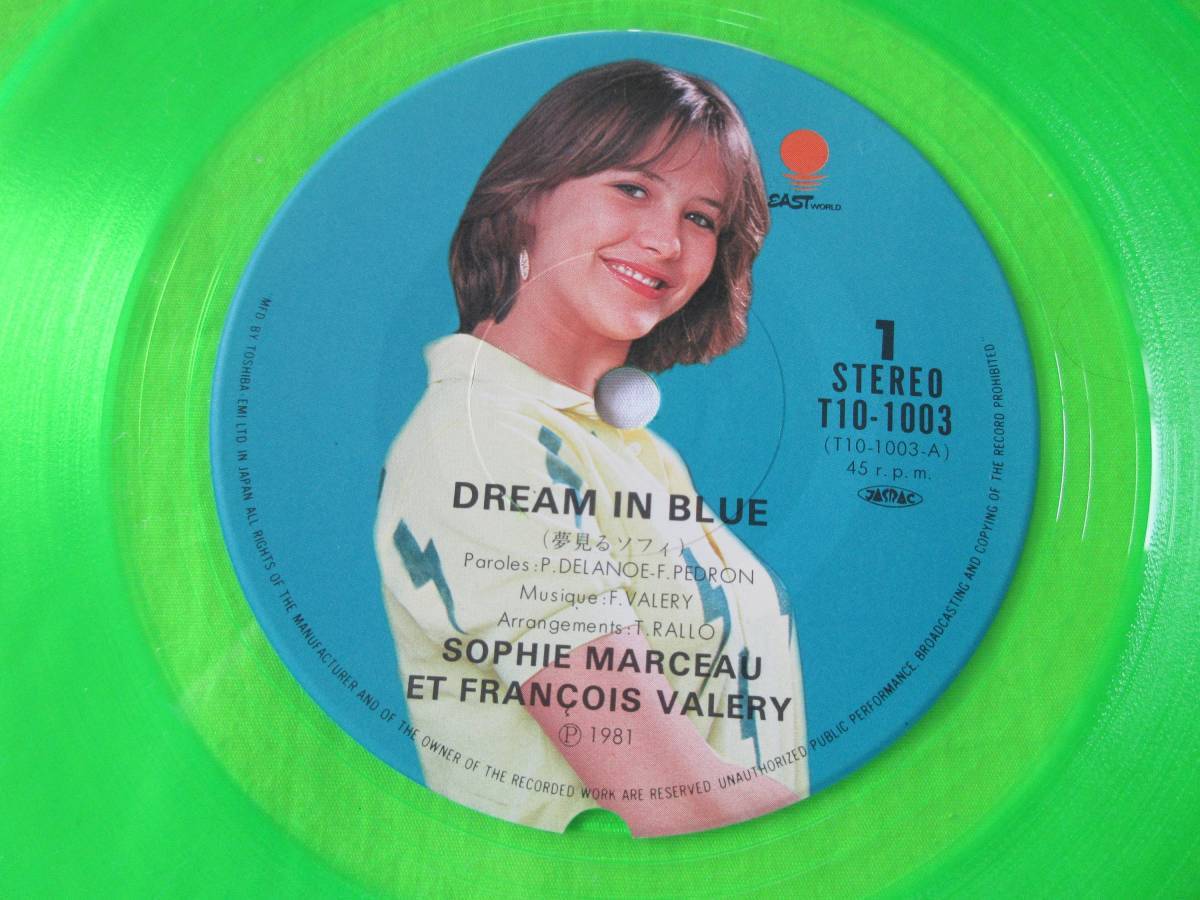 EAST WORLD
1
STEREO
T10-1003
(T10-1003-A)
45 r.p.m.
JASRAC
DREAM IN BLUE
(夢見るソフィ)
Paroles:P.DELANOE-F.PEDRON
Musique:F.VALERY
Arrangements:T.RALLO
SOPHIE MARCEAU
ET FRANÇOIS VALERY
Ⓟ 1981
MFD BY TOSHIBA·EMI LTD IN JAPAN ALL RIGHTS OF THE MANUFACTURER AND OF THE OWNER OF THE RECORDED WORK ARE RESERVED UNAUTHORIZED PUBLIC PERFORMANCE BROADCASTING AND COPYING OF THE RECORD PROHIBITED